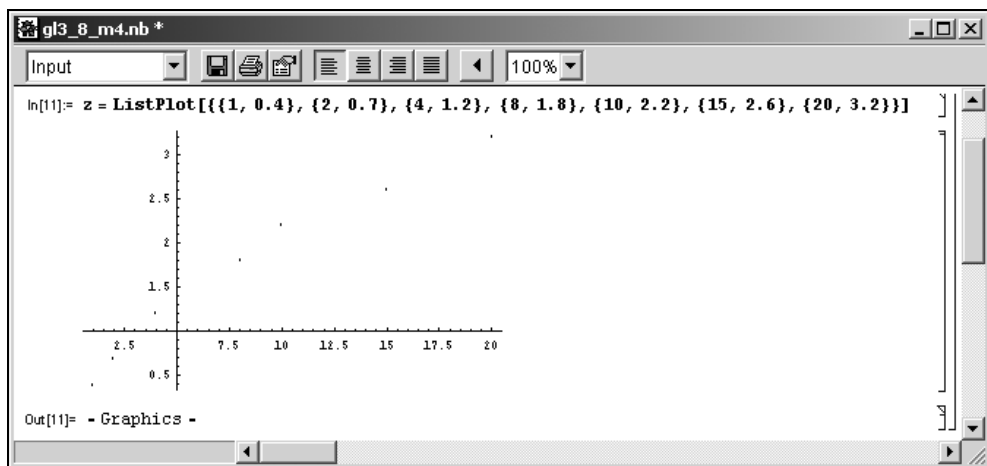 gl3_8_m4.nb *
Input 100%
In[11]:= z = ListPlot[{{1, 0.4}, {2, 0.7}, {4, 1.2}, {8, 1.8}, {10, 2.2}, {15, 2.6}, {20, 3.2}}]
3
2.5
2
1.5
2.5 7.5 10 12.5 15 17.5 20
0.5
Out[11]= - Graphics -